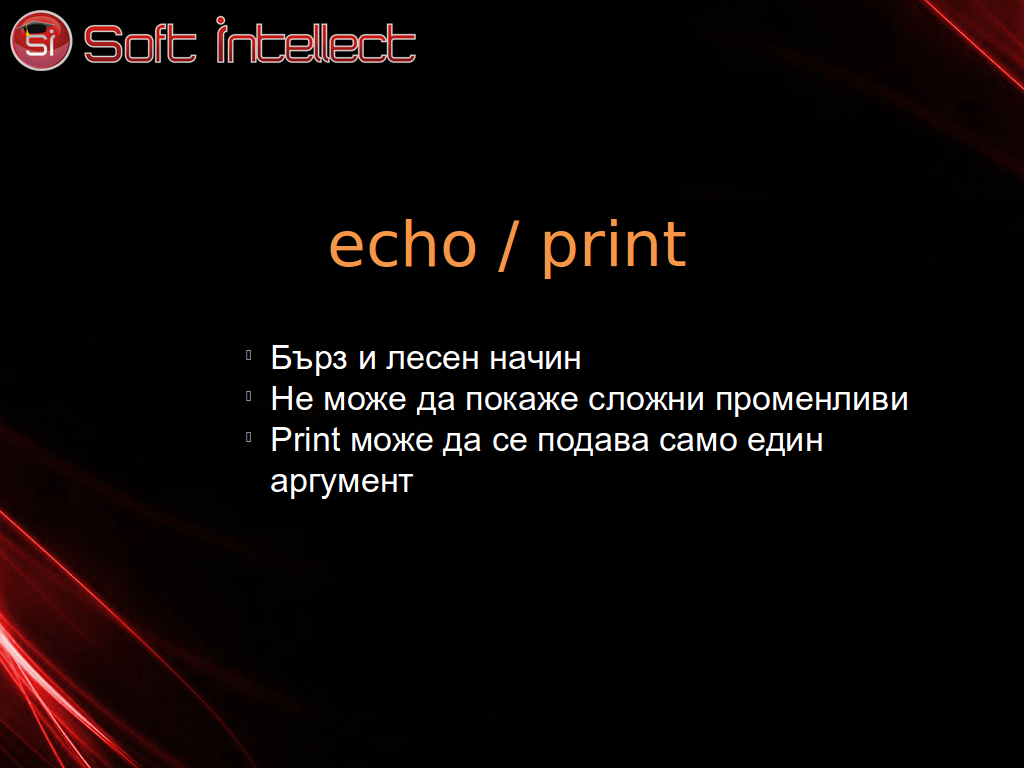 Si Soft Intellect
echo / print
Бърз и лесен начин
Не може да покаже сложни променливи
Print може да се подава само един
аргумент